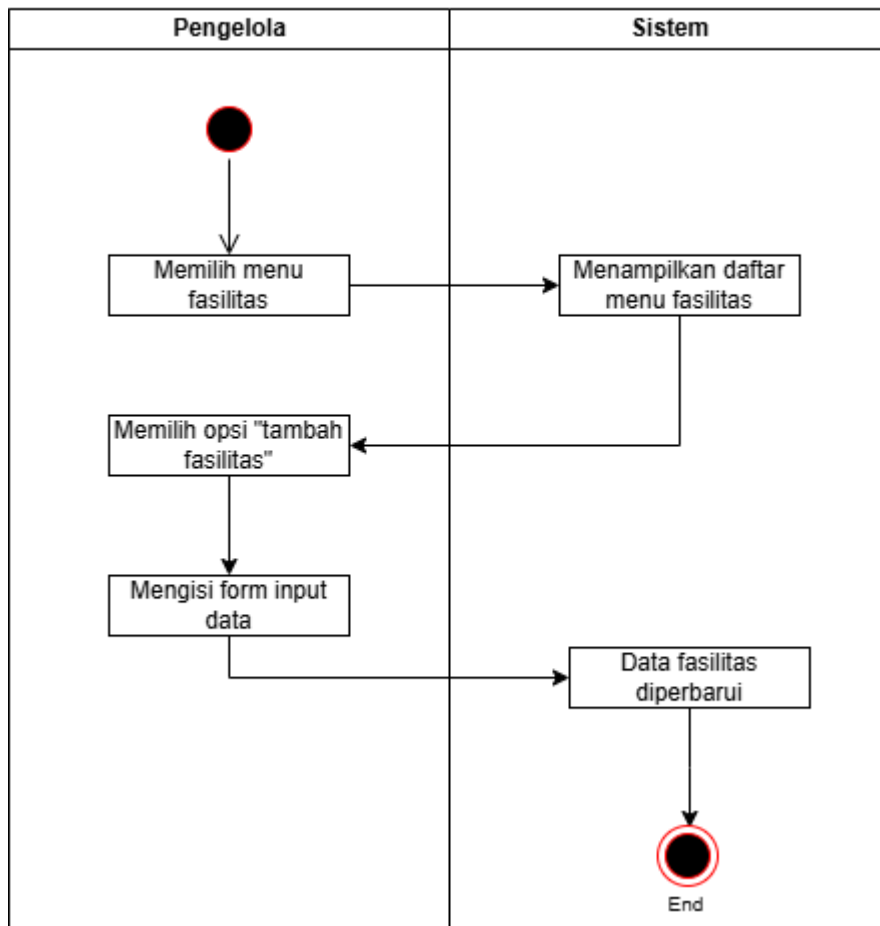 Pengelola
Sistem
Memilih menu
fasilitas
Menampilkan daftar
menu fasilitas
Memilih opsi "tambah
fasilitas"
Mengisi form input
data
Data fasilitas
diperbarui
End